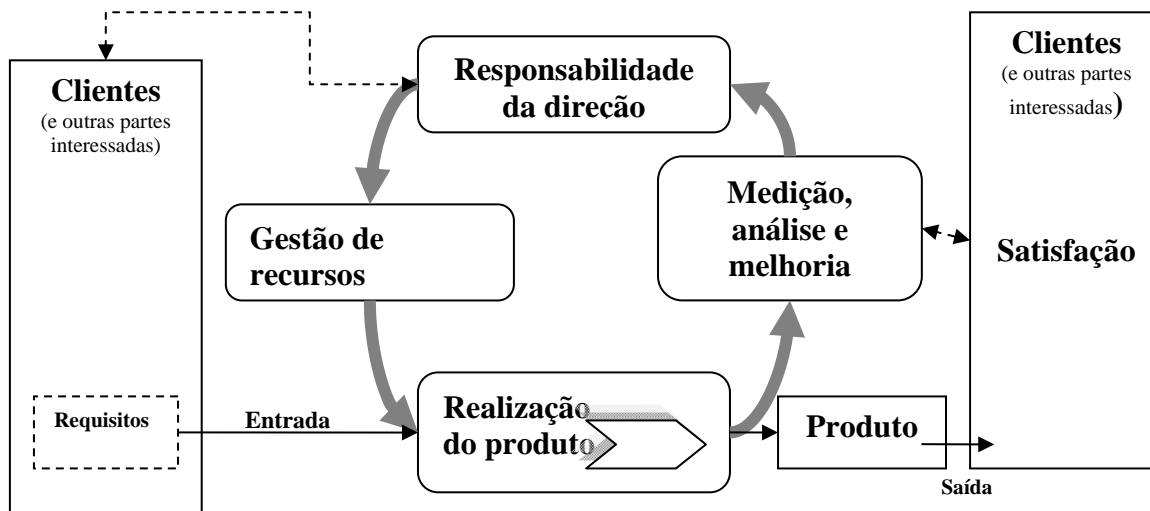 Clientes
(e outras partes
interessadas)
Requisitos
Entrada
Responsabilidade
da direção
Gestão de
recursos
Medição,
análise e
melhoria
Realização
do produto
Produto
Saída
Clientes
(e outras partes
interessadas)
Satisfação